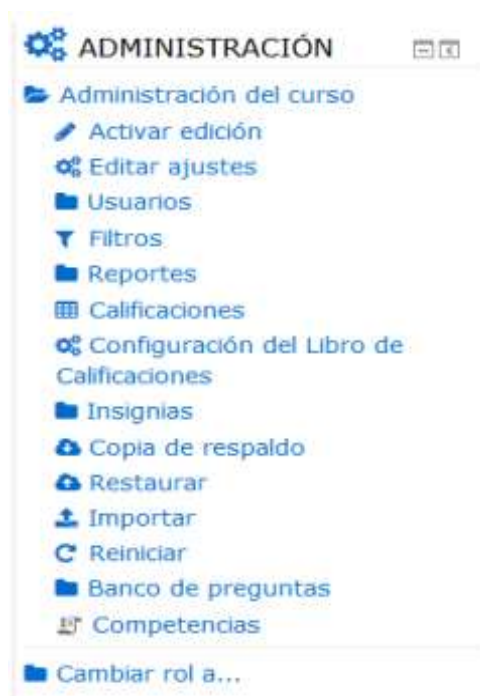 ADMINISTRACIÓN
Administración del curso
Activar edición
Editar ajustes
Usuarios
Filtros
Reportes
Calificaciones
Configuración del Libro de
Calificaciones
Insignias
Copia de respaldo
Restaurar
Importar
Reiniciar
Banco de preguntas
Competencias
Cambiar rol a...